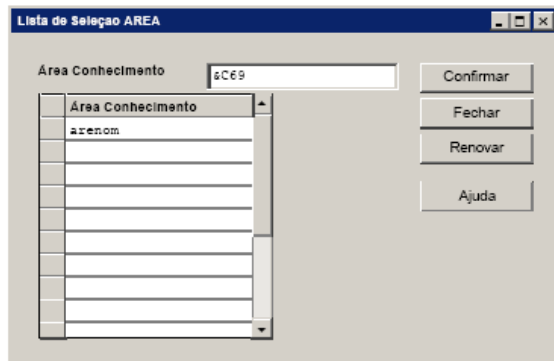 Lista de Seleçao AREA
Área Conhecimento
&C69
Confirmar
Área Conhecimento
Fechar
arenom
Renovar
Ajuda